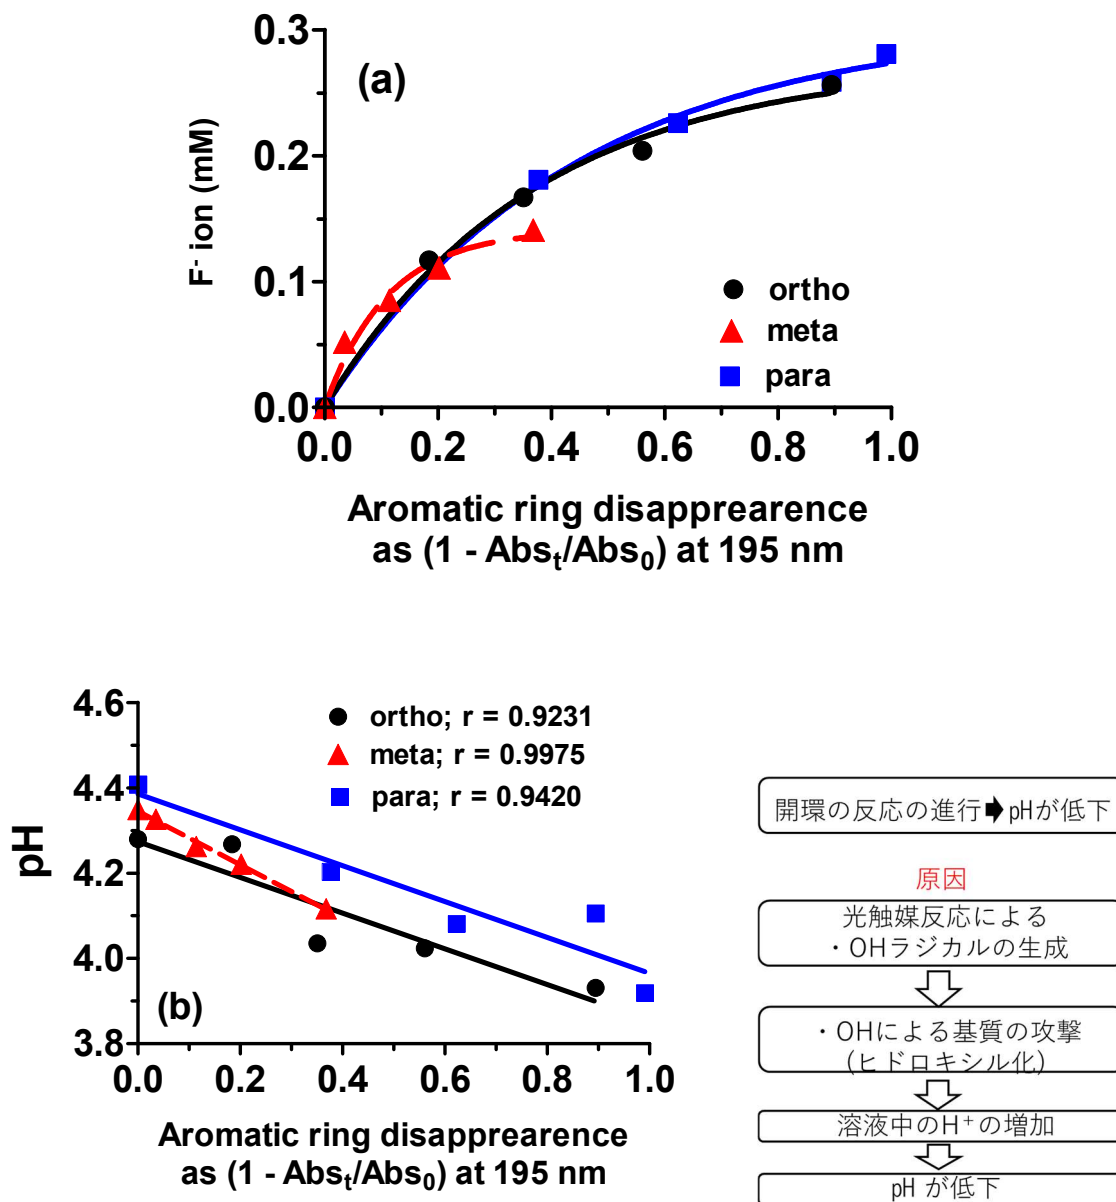 (a)
F⁻ ion (mM)
0.3
0.2
0.1
0.0
ortho
meta
para
0.0 0.2 0.4 0.6 0.8 1.0
Aromatic ring disapprearence
as (1 - Abst/Abs0) at 195 nm
pH
4.6
4.4
4.2
4.0
3.8
ortho; r = 0.9231
meta; r = 0.9975
para; r = 0.9420
(b)
0.0 0.2 0.4 0.6 0.8 1.0
Aromatic ring disapprearence
as (1 - Abst/Abs0) at 195 nm
開環の反応の進行➡pHが低下
原因
光触媒反応による
・OHラジカルの生成
・OHによる基質の攻撃
(ヒドロキシル化)
溶液中のH⁺の増加
pH が低下